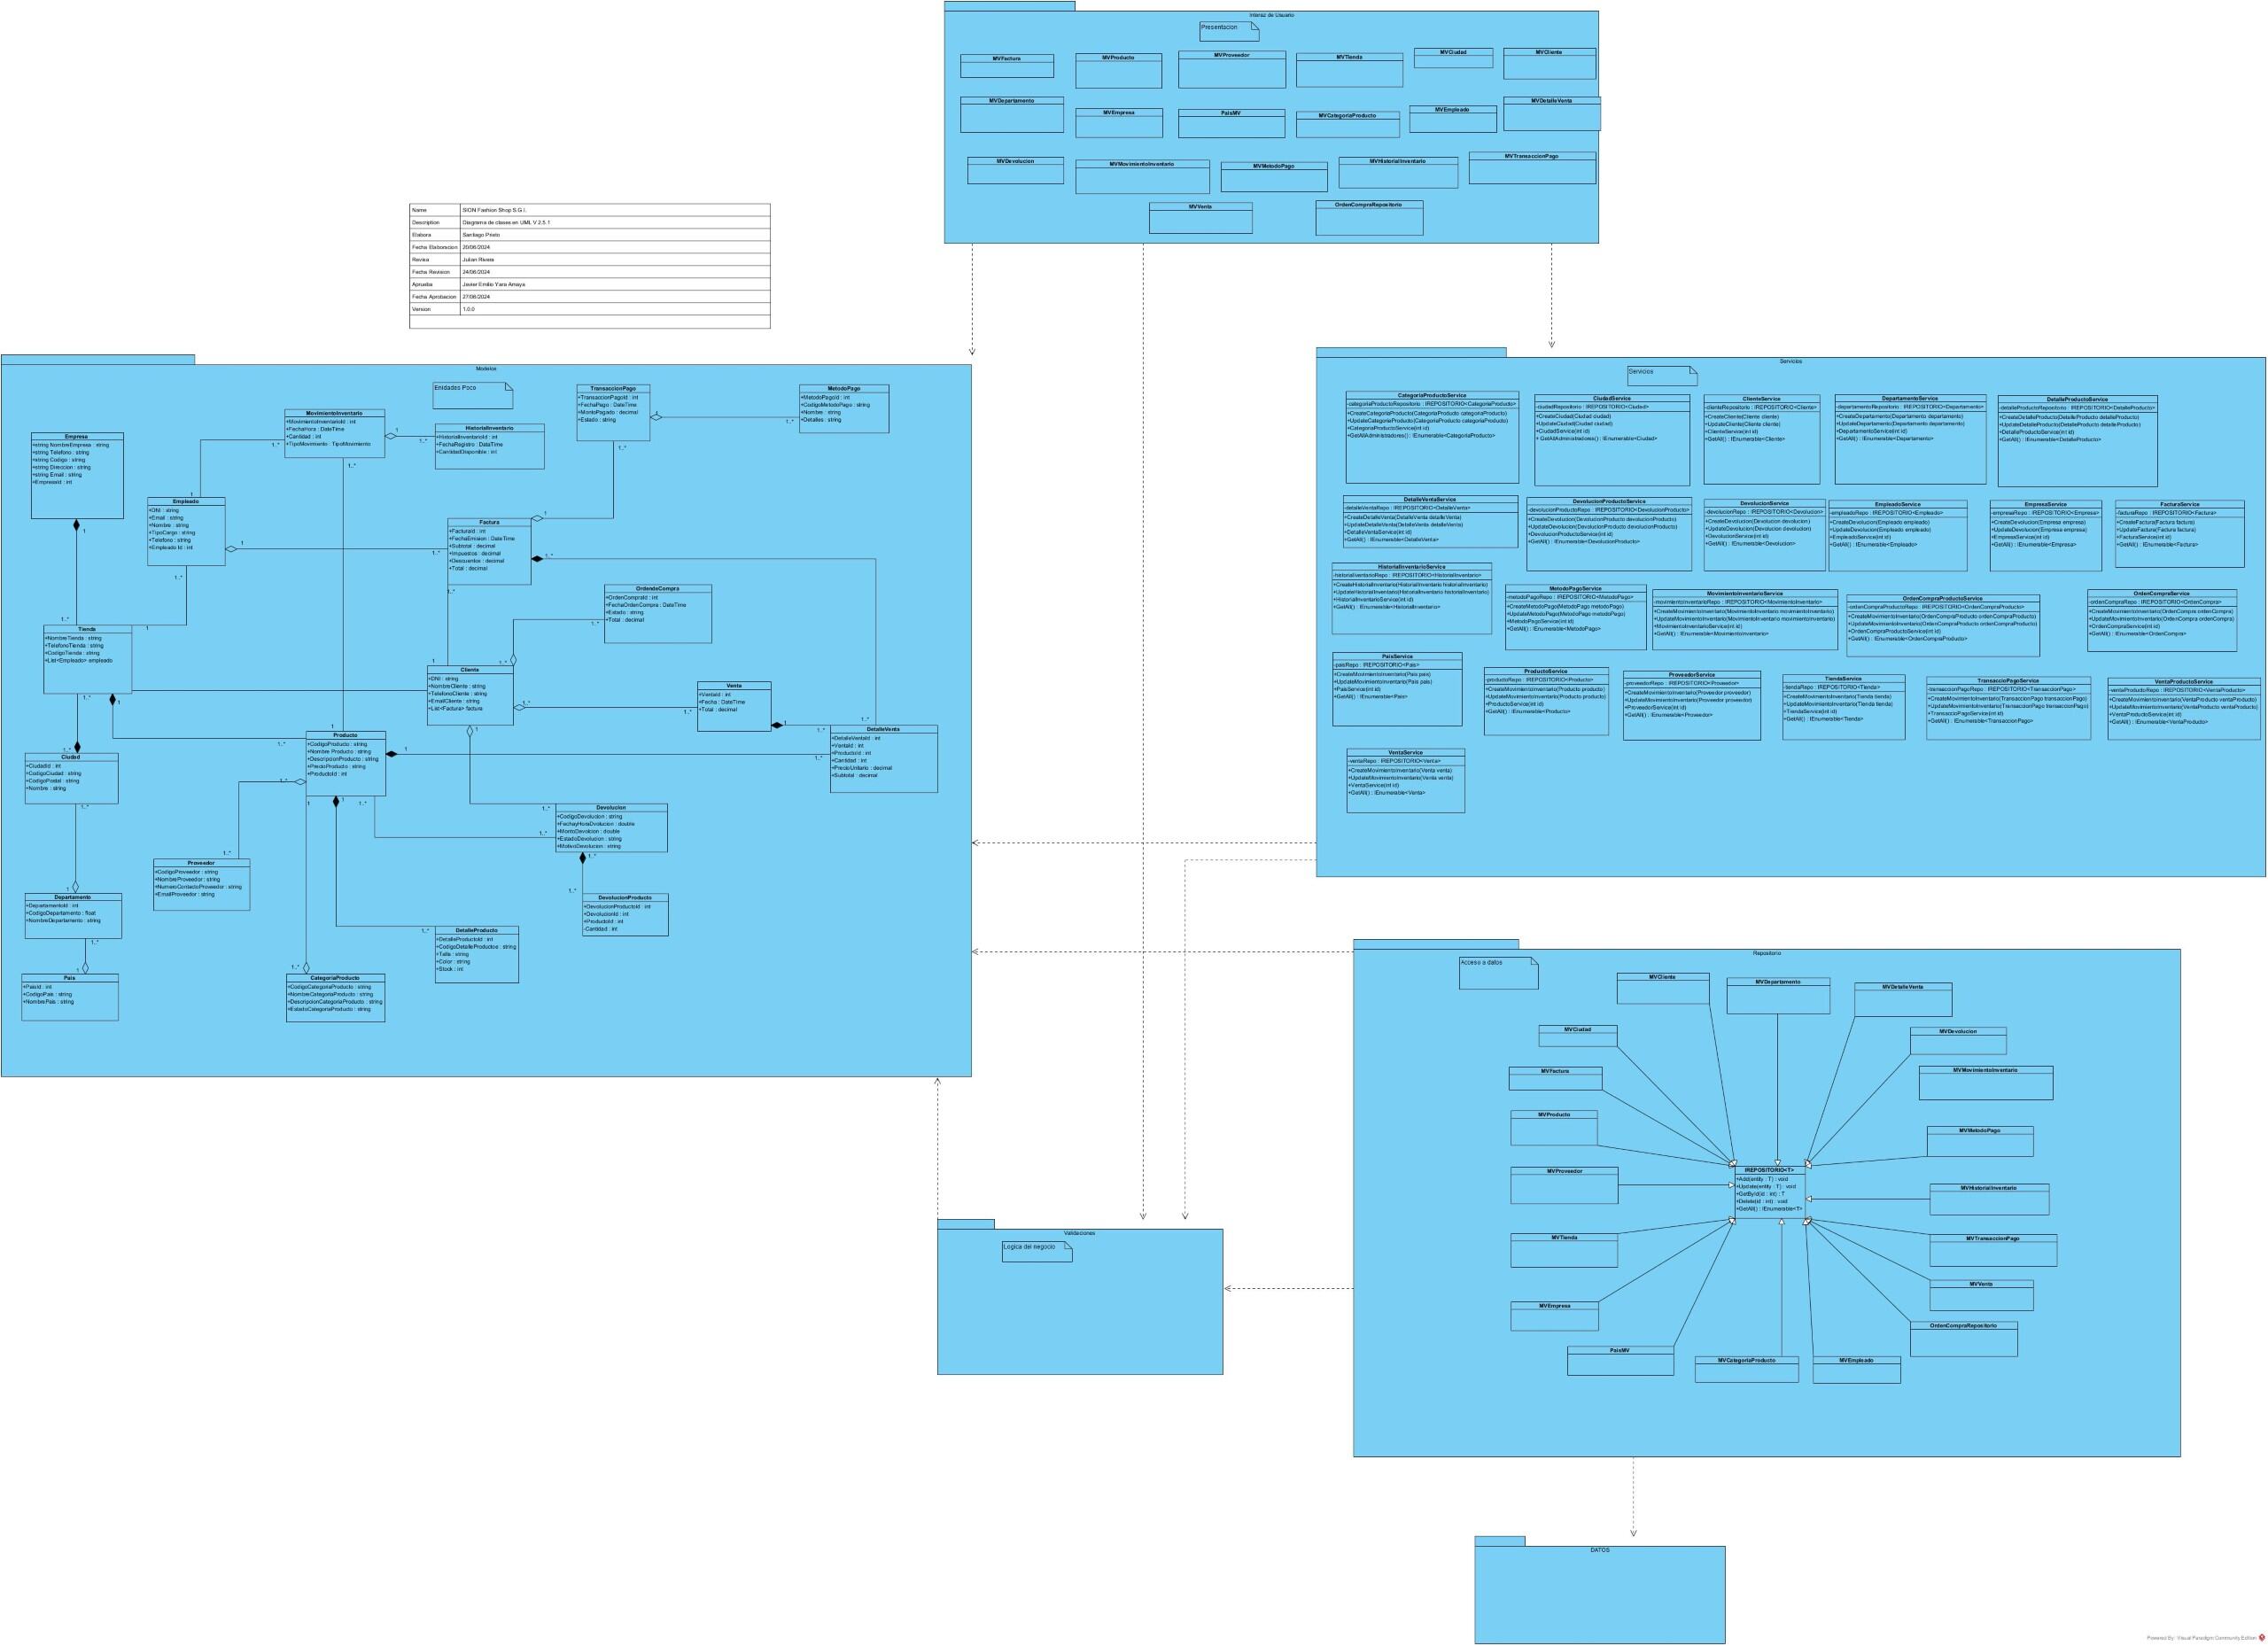 Interaz de Usuario
Presentacion
MVFactura
MVProducto
MVProveedor
MVTienda
MVCiudad
MVCliente
MVDepartamento
MVEmpresa
PaisMV
MVCategoriaProducto
MVEmpleado
MVDetalleVenta
MVDevolucion
MVMovimientoInventario
MVMetodoPago
MVHistorialInventario
MVTransaccionPago
MVVenta
OrdenCompraRepositorio
Name SION Fashion Shop S.G.I.
Description Diagrama de clases en UML V 2.5.1
Elabora Santiago Prieto
Fecha Elaboracion 20/06/2024
Revisa Julian Rivera
Fecha Revision 24/06/2024
Aprueba Javier Emilio Yara Amaya
Fecha Aprobacion 27/06/2024
Version 1.0.0
Modelos
Enidades Poco
TransaccionPago
+TransaccionPagoId : int
+FechaPago : DateTime
+MontoPagado : decimal
+Estado : string
MetodoPago
+MetodoPagoId : int
+CodigoMetodoPago : string
+Nombre : string
+Detalles : string
MovimientoInventario
+MovimientoInventarioId : int
+FechaHora : DateTime
+Cantidad : int
+TipoMovimiento : TipoMovimiento
HistorialInventario
+HistorialInventarioId : int
+FechaRegistro : DateTime
+CantidadDisponible : int
Empresa
+string NombreEmpresa : string
+string Telefono : string
+string Codigo : string
+string Direccion : string
+string Email : string
+EmpresaId : int
Empleado
+DNI : string
+Email : string
+Nombre : string
+TipoCargo : string
+Telefono : string
+Empleado Id : int
Factura
+FacturaId : int
+FechaEmision : DateTime
+Subtotal : decimal
+Impuestos : decimal
+Descuentos : decimal
+Total : decimal
OrdendeCompra
+OrdenCompraId : int
+FechaOrdenCompra : DateTime
+Estado : string
+Total : decimal
Tienda
+NombreTienda : string
+TelefonoTienda : string
+CodigoTienda : string
+List<Empleado> empleado
Cliente
+DNI : string
+NombreCliente : string
+TelefonoCliente : string
+EmailCliente : string
+List<Factura> factura
Venta
+VentaId : int
+Fecha : DateTime
+Total : decimal
DetalleVenta
+DetalleVentaId : int
+VentaId : int
+ProductoId : int
+Cantidad : int
+PrecioUnitario : decimal
+Subtotal : decimal
Producto
+CodigoProducto : string
+Nombre Producto : string
+DescripcionProducto : string
+PrecioProducto : string
+ProductoId : int
Ciudad
+CiudadId : int
+CodigoCiudad : string
+CodigoPostal : string
+Nombre : string
Devolucion
+CodigoDevolucion : string
+FechayHoraDvolucion : double
+MontoDevolcion : double
+EstadoDevolucion : string
+MotivoDevolucion : string
Proveedor
+CodigoProveedor : string
+NombreProveedor : string
+NumeroContactoProveedor : string
+EmailProveedor : string
Departamento
+DepartamentoId : int
+CodigoDepartamento : float
+NombreDepartamento : string
DevolucionProducto
+DevolucionProductoId : int
+DevolucionId : int
+ProductoId : int
-Cantidad : int
DetalleProducto
+DetalleProductoId : int
+CodigoDetalleProductoe : string
+Talla : string
+Color : string
+Stock : int
Pais
+PaisId : int
+CodigoPais : string
+NombrePais : string
CategoriaProducto
+CodigoCategoriaProducto : string
+NombreCategoriaProducto : string
+DescripcionCategoriaProducto : string
+EstadoCategoriaProducto : string
Servicios
Servicios
CategoriaProductoService
-categoriaProductoRepositorio : IREPOSITORIO<CategoriaProducto>
+CreateCategoriaProducto(CategoriaProducto categoriaProducto)
+UpdateCategoriaProducto(CategoriaProducto categoriaProducto)
+CategoriaProductoService(int id)
+GetAllAdministradores() : IEnumerable<CategoriaProducto>
CiudadService
-ciudadRepositorio : IREPOSITORIO<Ciudad>
+CreateCiudad(Ciudad ciudad)
+UpdateCiudad(Ciudad ciudad)
+CiudadService(int id)
+ GetAllAdministradores() : IEnumerable<Ciudad>
ClienteService
-clienteRepositorio : IREPOSITORIO<Cliente>
+CreateCliente(Cliente cliente)
+UpdateCliente(Cliente cliente)
+ClienteService(int id)
+GetAll() : IEnumerable<Cliente>
DepartamentoService
-departamentoRepositorio : IREPOSITORIO<Departamento>
+CreateDepartamento(Departamento departamento)
+UpdateDepartamento(Departamento departamento)
+DepartamentoService(int id)
+GetAll() : IEnumerable<Departamento>
DetalleProductoService
-detalleProductoRepositorio : IREPOSITORIO<DetalleProducto>
+CreateDetalleProducto(DetalleProducto detalleProducto)
+UpdateDetalleProducto(DetalleProducto detalleProducto)
+DetalleProductoService(int id)
+GetAll() : IEnumerable<DetalleProducto>
DetalleVentaService
-detalleVentaRepositorio : IREPOSITORIO<DetalleVenta>
+CreateDetalleVenta(DetalleVenta detalleVenta)
+UpdateDetalleVenta(DetalleVenta detalleVenta)
+DetalleVentaService(int id)
+GetAll() : IEnumerable<DetalleVenta>
DevolucionProductoService
-devolucionProductoRepo : IREPOSITORIO<DevolucionProducto>
+CreateDevolucion(DevolucionProducto devolucionProducto)
+UpdateDevolucion(DevolucionProducto devolucionProducto)
+DevolucionProductoService(int id)
+GetAll() : IEnumerable<DevolucionProducto>
DevolucionService
-devolucionRepo : IREPOSITORIO<Devolucion>
+CreateDevolucion(Devolucion devolucion)
+UpdateDevolucion(Devolucion devolucion)
+DevolucionService(int id)
+GetAll() : IEnumerable<Devolucion>
EmpleadoService
-empleadoRepo : IREPOSITORIO<Empleado>
+CreateDevolucion(Empleado empleado)
+UpdateDevolucion(Empleado empleado)
+EmpleadoService(int id)
+GetAll() : IEnumerable<Empleado>
EmpresaService
-empresaRepo : IREPOSITORIO<Empresa>
+CreateDevolucion(Empresa empresa)
+UpdateDevolucion(Empresa empresa)
+EmpresaService(int id)
+GetAll() : IEnumerable<Empresa>
FacturaService
-facturaRepo : IREPOSITORIO<Factura>
+CreateFactura(Factura factura)
+UpdateFactura(Factura factura)
+FacturaService(int id)
+GetAll() : IEnumerable<Factura>
HistorialInventarioService
-historialIventarioRepo : IREPOSITORIO<HistorialInventario>
+CreateHistorialInventario(HistorialInventario historialInventario)
+UpdateHistorialInventario(HistorialInventario historialInventario)
+HistorialInventarioService(int id)
+GetAll() : IEnumerable<HistorialInventario>
MetodoPagoService
-metodoPagoRepo : IREPOSITORIO<MetodoPago>
+CreateMetodoPago(MetodoPago metodoPago)
+UpdateMetodoPago(MetodoPago metodoPago)
+MetodoPagoService(int id)
+GetAll() : IEnumerable<MetodoPago>
MovimientoInventarioService
-movimientoInventarioRepo : IREPOSITORIO<MovimientoInventario>
+CreateMovimientoInventario(MovimientoInventario movimientoInventario)
+UpdateMovimientoInventario(MovimientoInventario movimientoInventario)
+MovimientoInventarioService(int id)
+GetAll() : IEnumerable<MovimientoInventario>
OrdenCompraProductoService
-ordenCompraProductoRepo : IREPOSITORIO<OrdenCompraProducto>
+CreateMovimientoInventario(OrdenCompraProducto ordenCompraProducto)
+UpdateMovimientoInventario(OrdenCompraProducto ordenCompraProducto)
+OrdenCompraProductoService(int id)
+GetAll() : IEnumerable<OrdenCompraProducto>
OrdenCompraService
-ordenCompraRepo : IREPOSITORIO<OrdenCompra>
+CreateMovimientoInventario(OrdenCompra ordenCompra)
+UpdateMovimientoInventario(OrdenCompra ordenCompra)
+OrdenCompraService(int id)
+GetAll() : IEnumerable<OrdenCompra>
PaisService
-paisRepo : IREPOSITORIO<Pais>
+CreateMovimientoInventario(Pais pais)
+UpdateMovimientoInventario(Pais pais)
+PaisService(int id)
+GetAll() : IEnumerable<Pais>
ProductoService
-productoRepo : IREPOSITORIO<Producto>
+CreateMovimientoInventario(Producto producto)
+UpdateMovimientoInventario(Producto producto)
+ProductoService(int id)
+GetAll() : IEnumerable<Producto>
ProveedorService
-proveedorRepo : IREPOSITORIO<Proveedor>
+CreateMovimientoInventario(Proveedor proveedor)
+UpdateMovimientoInventario(Proveedor proveedor)
+ProveedorService(int id)
+GetAll() : IEnumerable<Proveedor>
TiendaService
-tiendaRepo : IREPOSITORIO<Tienda>
+CreateMovimientoInventario(Tienda tienda)
+UpdateMovimientoInventario(Tienda tienda)
+TiendaService(int id)
+GetAll() : IEnumerable<Tienda>
TransaccioPagoService
-transaccionPagoRepo : IREPOSITORIO<TransaccionPago>
+CreateMovimientoInventario(TransaccionPago transaccionPago)
+UpdateMovimientoInventario(TransaccionPago transaccionPago)
+TransaccioPagoService(int id)
+GetAll() : IEnumerable<TransaccionPago>
VentaProductoService
-ventaProductoRepo : IREPOSITORIO<VentaProducto>
+CreateMovimientoInventario(VentaProducto ventaProducto)
+UpdateMovimientoInventario(VentaProducto ventaProducto)
+VentaProductoService(int id)
+GetAll() : IEnumerable<VentaProducto>
VentaService
-ventaRepo : IREPOSITORIO<Venta>
+CreateMovimientoInventario(Venta venta)
+UpdateMovimientoInventario(Venta venta)
+VentaService(int id)
+GetAll() : IEnumerable<Venta>
Repositorio
Acceso a datos
MVCliente
MVDepartamento
MVDetalleVenta
MVCiudad
MVDevolucion
MVFactura
MVMovimientoInventario
MVProducto
MVMetodoPago
MVProveedor
IREPOSITORIO<T>
+Add(entity : T) : void
+Update(entity : T) : void
+GetById(id : int) : T
+Delete(id : int) : void
+GetAll() : IEnumerable<T>
MVHistorialInventario
MVTienda
MVTransaccionPago
MVVenta
MVEmpresa
OrdenCompraRepositorio
PaisMV
MVCategoriaProducto
MVEmpleado
Validaciones
Logica del negocio
DATOS
Powered By: Visual Paradigm Community Edition